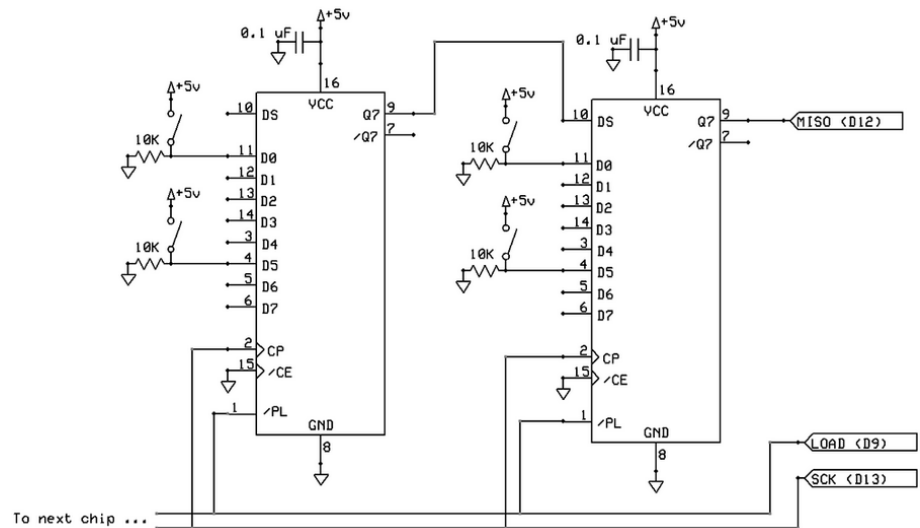 +5v
0.1 uF
16
VCC
+5v
10
DS
Q7
9
/Q7
7
10K
11
D0
12
D1
13
D2
+5v
14
D3
3
D4
10K
4
D5
5
D6
6
D7
2
CP
15
/CE
1
/PL
GND
8
+5v
0.1 uF
16
VCC
+5v
10
DS
Q7
9
/Q7
7
10K
11
D0
12
D1
13
D2
+5v
14
D3
3
D4
10K
4
D5
5
D6
6
D7
2
CP
15
/CE
1
/PL
GND
8
MISO (D12)
LOAD (D9)
SCK (D13)
To next chip ...